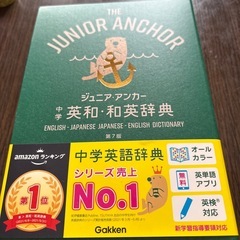 THE
JUNIOR ANCHOR
ジュニア・アンカー
中学 英和・和英辞典
ENGLISH-JAPANESE JAPANESE-ENGLISH DICTIONARY
第7版
amazon
ランキング
第1位
中学英語辞典
シリーズ売上
No.1
Gakken
オール
カラー
無料
英単語
アプリ
英検®
対応
新学習指導要領対応